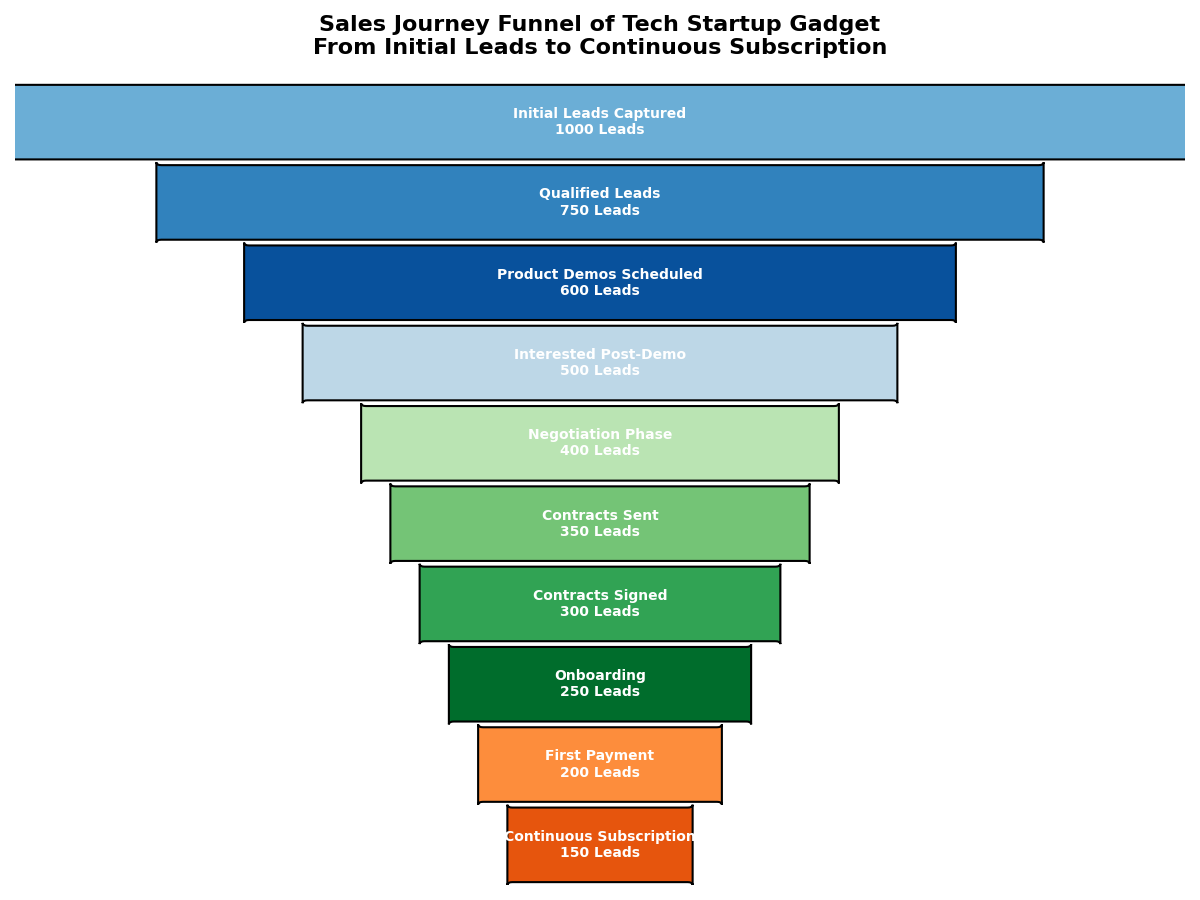 Sales Journey Funnel of Tech Startup Gadget
From Initial Leads to Continuous Subscription
Initial Leads Captured
1000 Leads
Qualified Leads
750 Leads
Product Demos Scheduled
600 Leads
Interested Post-Demo
500 Leads
Negotiation Phase
400 Leads
Contracts Sent
350 Leads
Contracts Signed
300 Leads
Onboarding
250 Leads
First Payment
200 Leads
Continuous Subscription
150 Leads